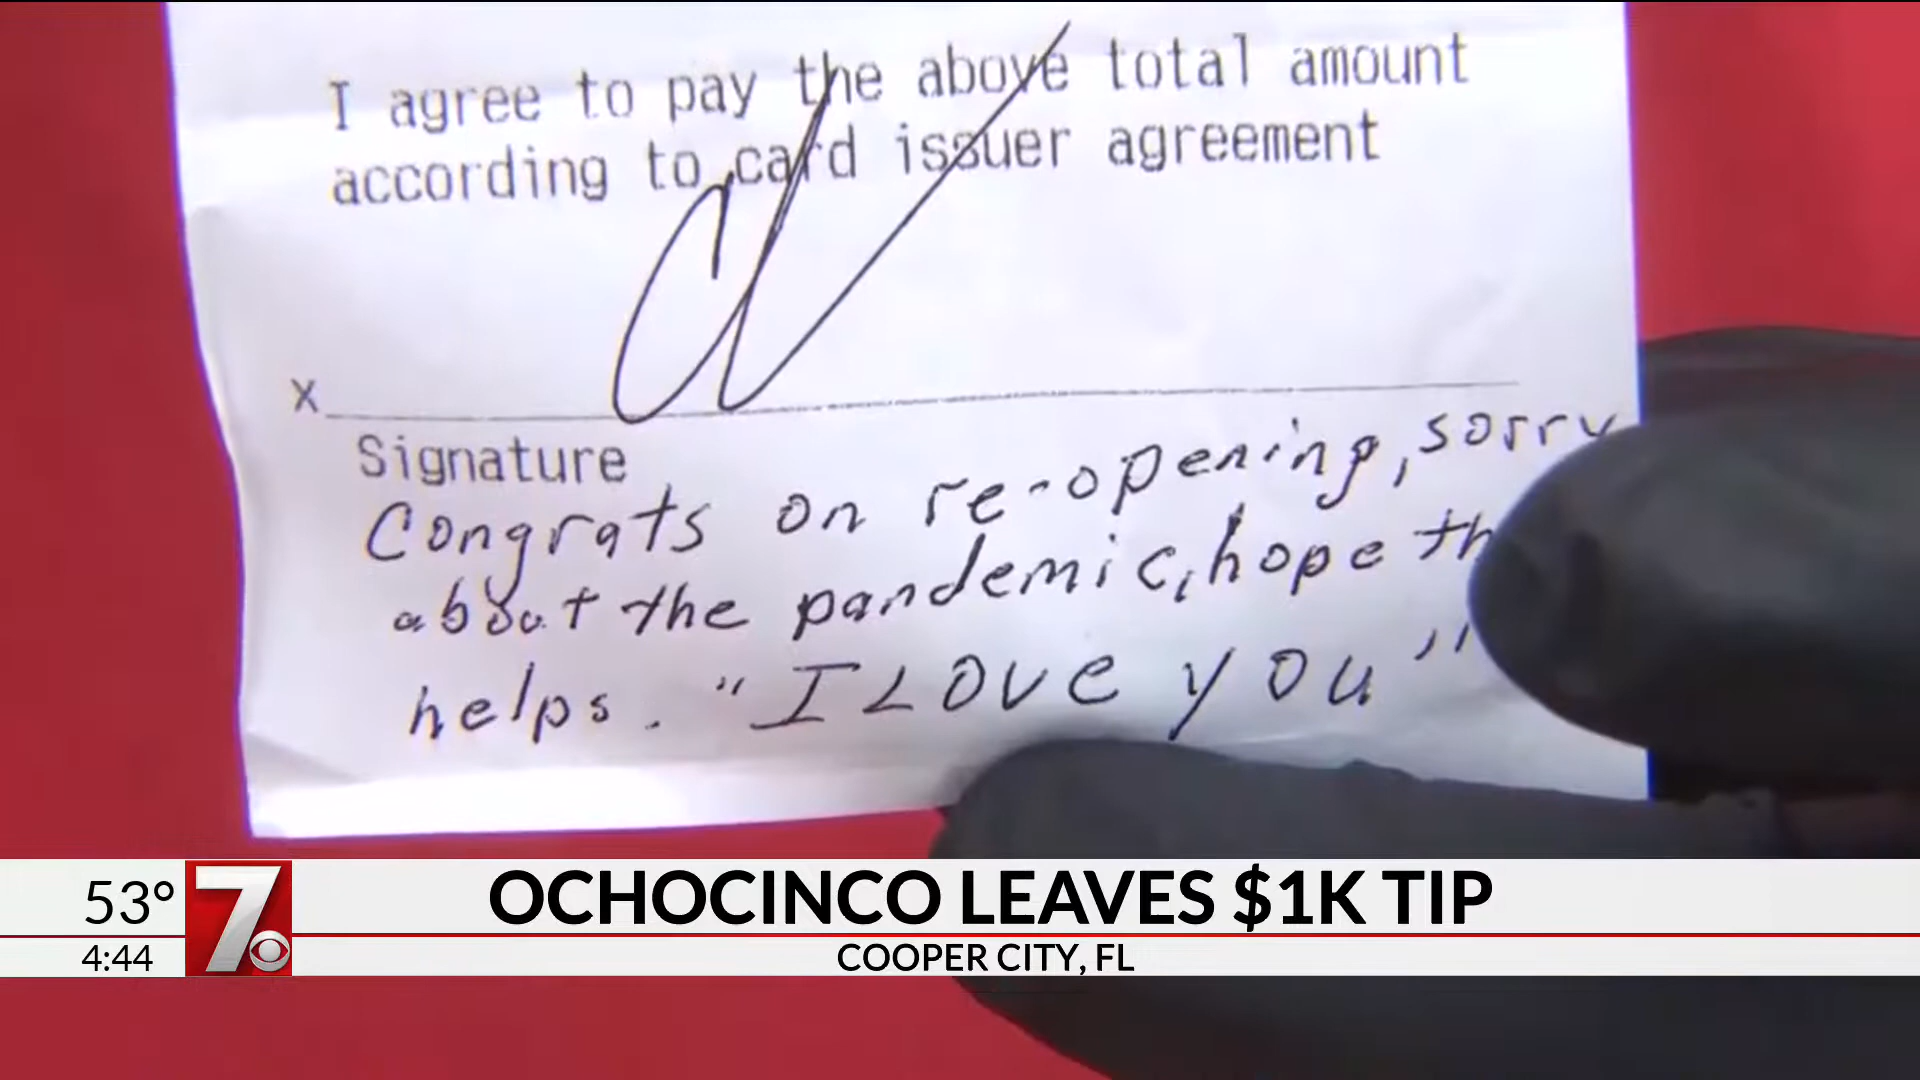 I agree to pay the above total amount
according to card issuer agreement
X
Signature
Congrats on re-opening, sorry
about the pandemic, hope
helps. "I Love you"
53° 7 OCHOCINCO LEAVES $1K TIP
4:44 COOPER CITY, FL